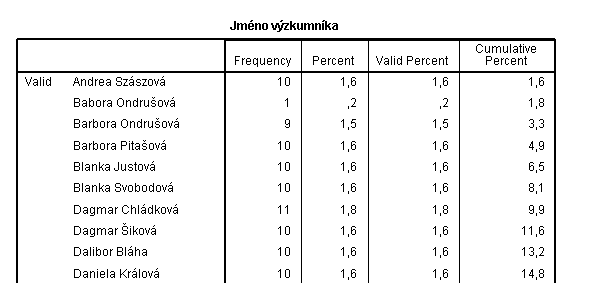 Jméno výzkumníka
Frequency Percent Valid Percent Cumulative Percent
Valid Andrea Szászová 10 1,6 1,6 1,6
Babora Ondrušová 1 ,2 ,2 1,8
Barbora Ondrušová 9 1,5 1,5 3,3
Barbora Pitašová 10 1,6 1,6 4,9
Blanka Justová 10 1,6 1,6 6,5
Blanka Svobodová 10 1,6 1,6 8,1
Dagmar Chládková 11 1,8 1,8 9,9
Dagmar Šiková 10 1,6 1,6 11,6
Dalibor Bláha 10 1,6 1,6 13,2
Daniela Králová 10 1,6 1,6 14,8